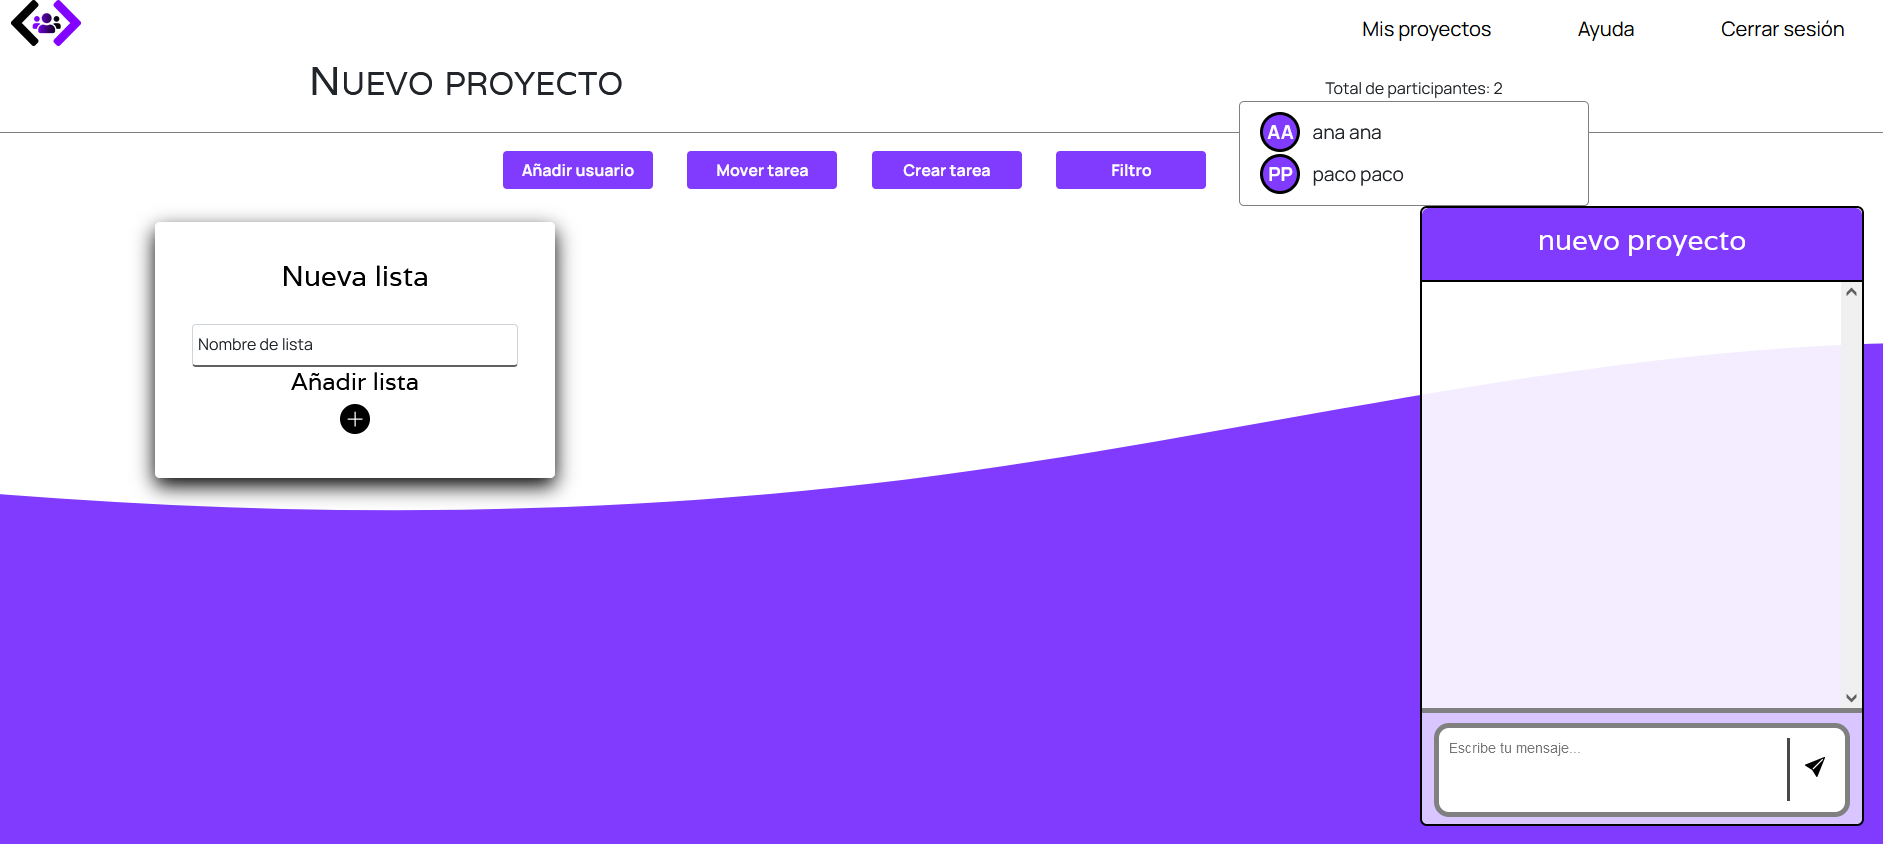 Mis proyectos
Ayuda
Cerrar sesión
Nuevo proyecto
Total de participantes: 2
AA ana ana
PP paco paco
Añadir usuario
Mover tarea
Crear tarea
Filtro
Nueva lista
Nombre de lista
Añadir lista
nuevo proyecto
Escribe tu mensaje...